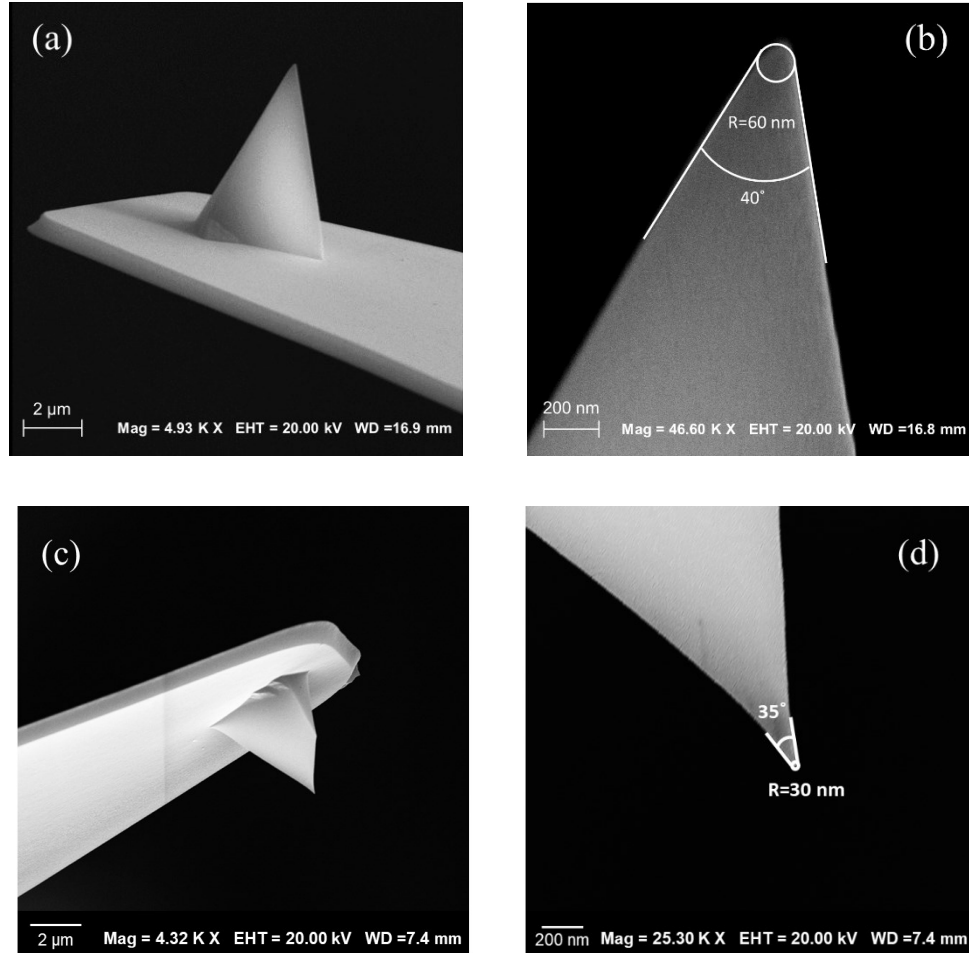 (a)
2 µm
Mag = 4.93 K X EHT = 20.00 kV WD =16.9 mm
(b)
R=60 nm
40°
200 nm
Mag = 46.60 K X EHT = 20.00 kV WD =16.8 mm
(c)
2 µm
Mag = 4.32 K X EHT = 20.00 kV WD =7.4 mm
(d)
35°
R=30 nm
200 nm
Mag = 25.30 K X EHT = 20.00 kV WD =7.4 mm